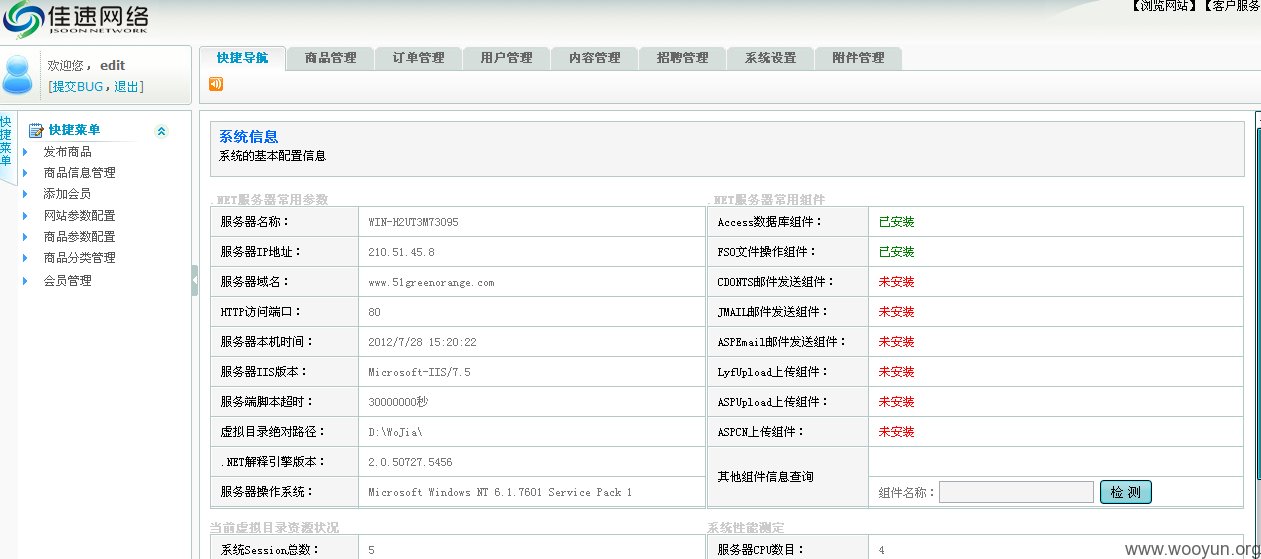 佳速网络
JSOON NETWORK
【浏览网站】【客户服务
欢迎您， edit
[提交BUG，退出]
快捷导航 商品管理 订单管理 用户管理 内容管理 招聘管理 系统设置 附件管理
快捷菜单
快捷菜单
发布商品
商品信息管理
添加会员
网站参数配置
商品参数配置
商品分类管理
会员管理
系统信息
系统的基本配置信息
.NET服务器常用参数
服务器名称： WIN-H2UT3M73095
服务器IP地址： 210.51.45.8
服务器域名： www.51greenorange.com
HTTP访问端口： 80
服务器本机时间： 2012/7/28 15:20:22
服务器IIS版本： Microsoft-IIS/7.5
服务端脚本超时： 30000000秒
虚拟目录绝对路径： D:\WoJia\
.NET解释引擎版本： 2.0.50727.5456
服务器操作系统： Microsoft Windows NT 6.1.7601 Service Pack 1
.NET服务器常用组件
Access数据库组件： 已安装
FSO文件操作组件： 已安装
CDONTS邮件发送组件： 未安装
JMAIL邮件发送组件： 未安装
ASPEmail邮件发送组件： 未安装
LyfUpload上传组件： 未安装
ASPUpload上传组件： 未安装
ASPCN上传组件： 未安装
其他组件信息查询
组件名称： 检 测
当前虚拟目录资源状况
系统Session总数： 5
系统性能测定
服务器CPU数目： 4
www.wooyun.org